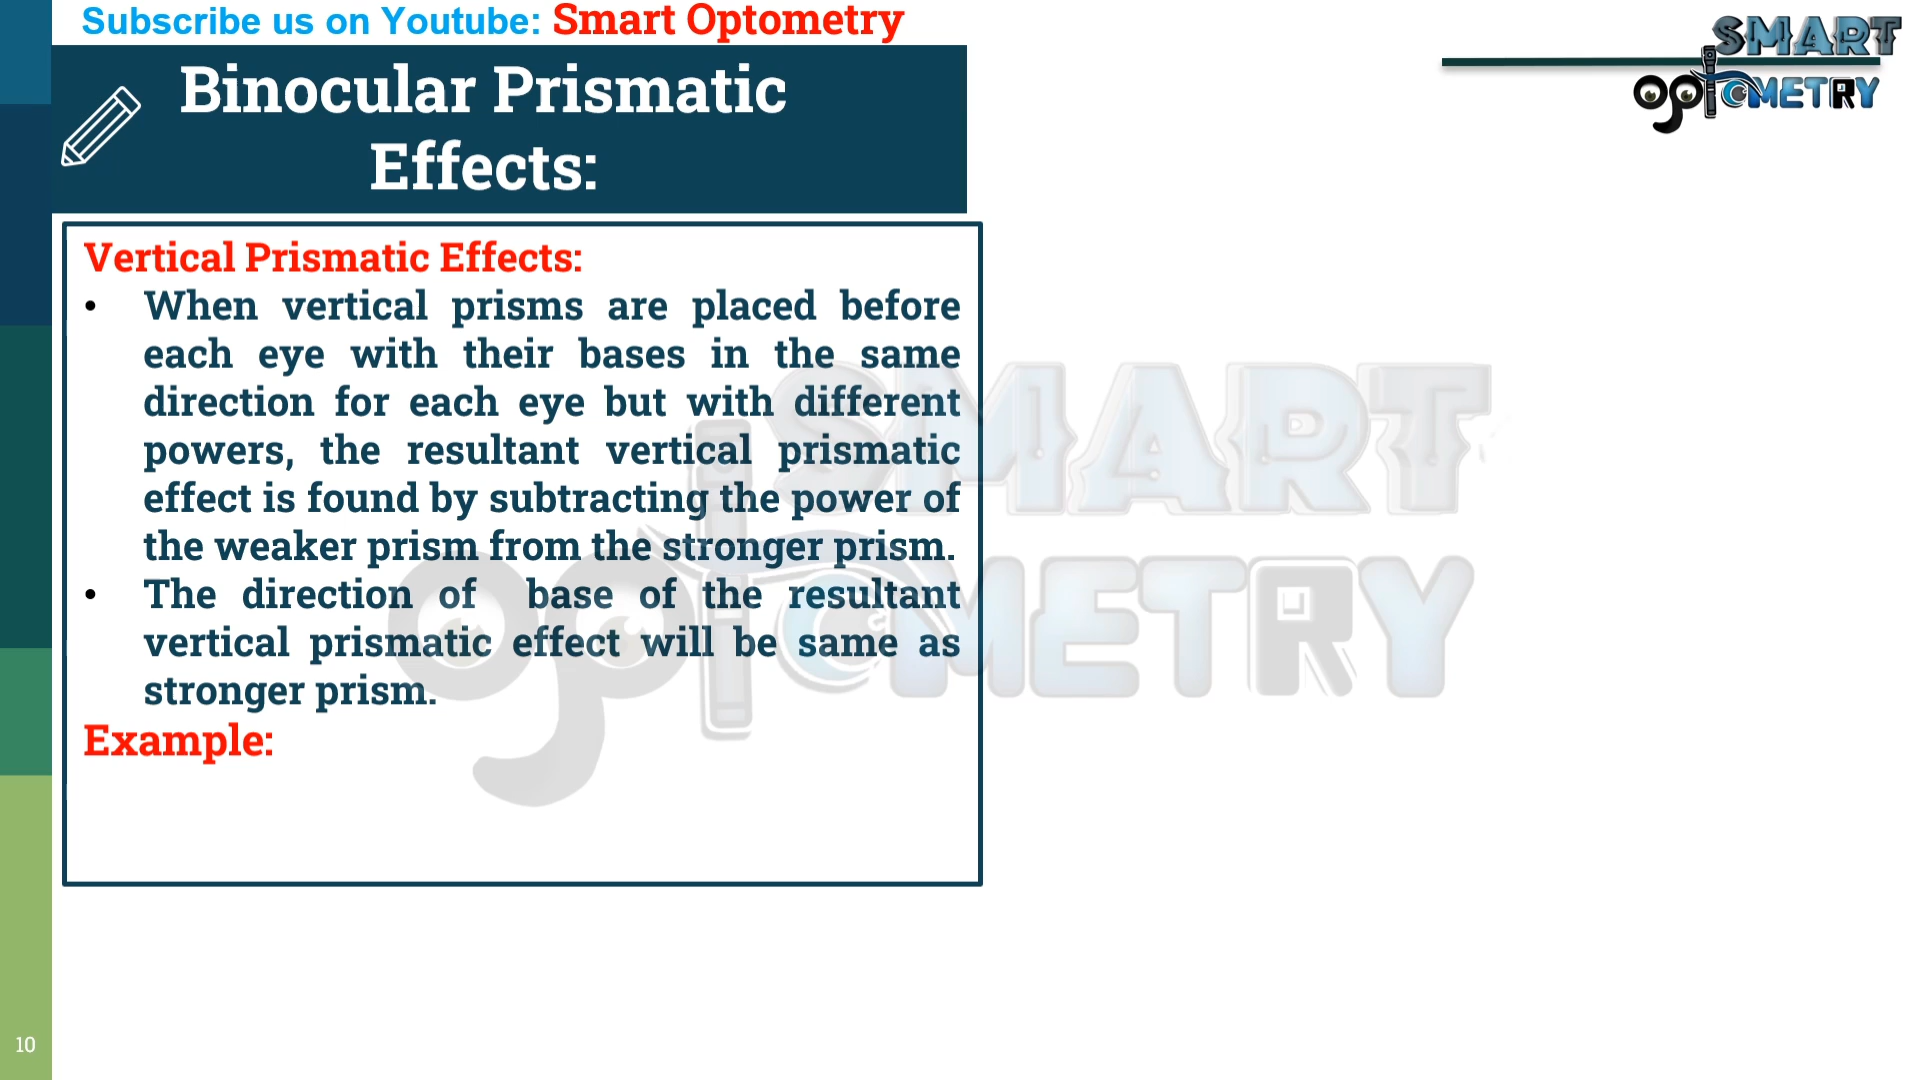 Subscribe us on Youtube: Smart Optometry
SMART
OptOMETRY
Binocular Prismatic
Effects:
Vertical Prismatic Effects:
• When vertical prisms are placed before
each eye with their bases in the same
direction for each eye but with different
powers, the resultant vertical prismatic
effect is found by subtracting the power of
the weaker prism from the stronger prism.
• The direction of base of the resultant
vertical prismatic effect will be same as
stronger prism.
Example:
SMART
OptOMETRY
10